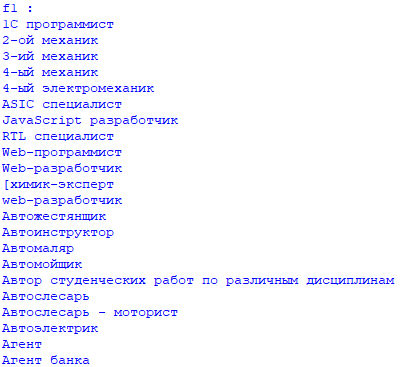 f1 :
1С программист
2-ой механик
3-ий механик
4-ый механик
4-ый электромеханик
ASIC специалист
JavaScript разработчик
RTL специалист
Web-программист
Web-разработчик
[химик-эксперт
web-разработчик
Автожестянщик
Автоинструктор
Автомаляр
Автомойщик
Автор студенческих работ по различным дисциплинам
Автослесарь
Автослесарь - моторист
Автоэлектрик
Агент
Агент банка